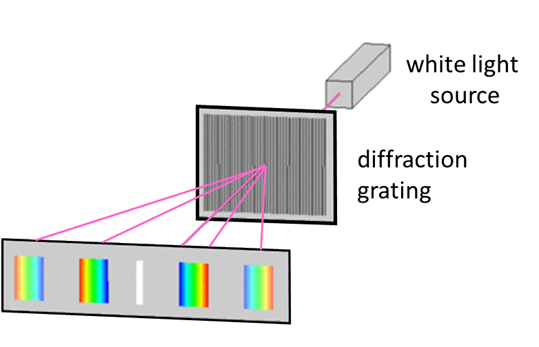 white light
source
diffraction
grating